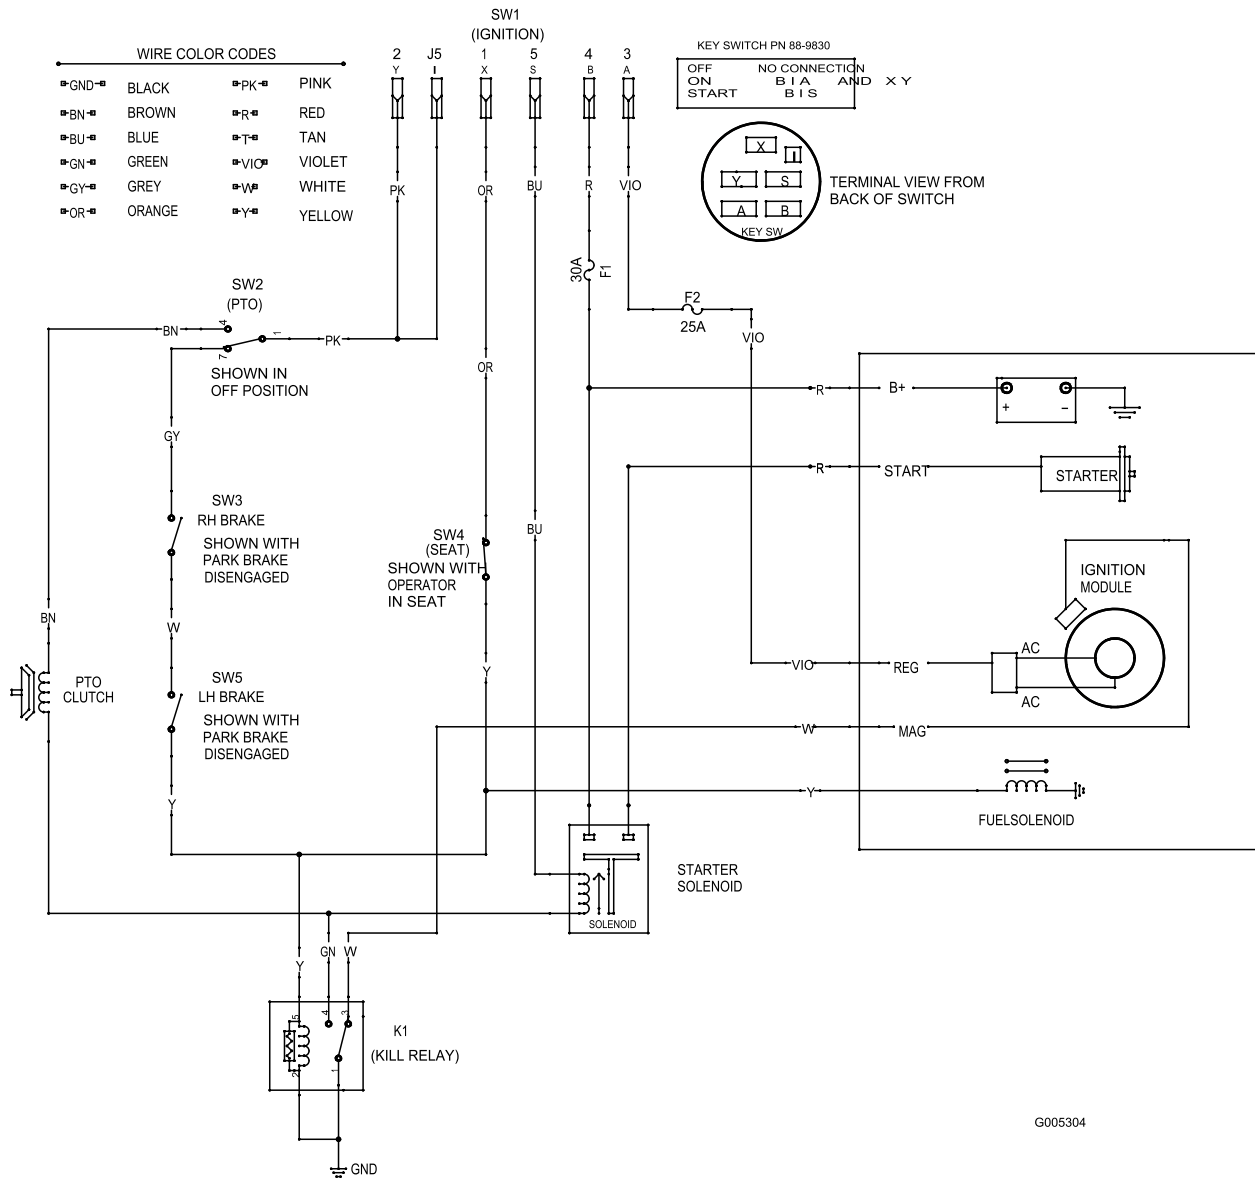 SW1
(IGNITION)
WIRE COLOR CODES
GND BLACK PK PINK
BN BROWN R RED
BU BLUE T TAN
GN GREEN VIO VIOLET
GY GREY W WHITE
OR ORANGE Y YELLOW
2 J5 1 5 4 3
Y I X S B A
KEY SWITCH PN 88-9830
OFF NO CONNECTION
ON B I A AND X Y
START B I S
X
I
Y S
A B
KEY SW
TERMINAL VIEW FROM
BACK OF SWITCH
PK OR BU R VIO
30A
F1
F2
25A
VIO
SW2
(PTO)
BN 4
1
PK
7
SHOWN IN
OFF POSITION
OR
R B+
+ −
GY
R START STARTER
SW3
RH BRAKE
SHOWN WITH
PARK BRAKE
DISENGAGED
SW4
(SEAT)
SHOWN WITH
OPERATOR
IN SEAT
BU
IGNITION
MODULE
BN
W
Y
VIO REG
AC
AC
PTO
CLUTCH
SW5
LH BRAKE
SHOWN WITH
PARK BRAKE
DISENGAGED
W MAG
Y
Y
FUELSOLENOID
STARTER
SOLENOID
SOLENOID
Y GN W
5 4 3
2 1
K1
(KILL RELAY)
GND
G005304